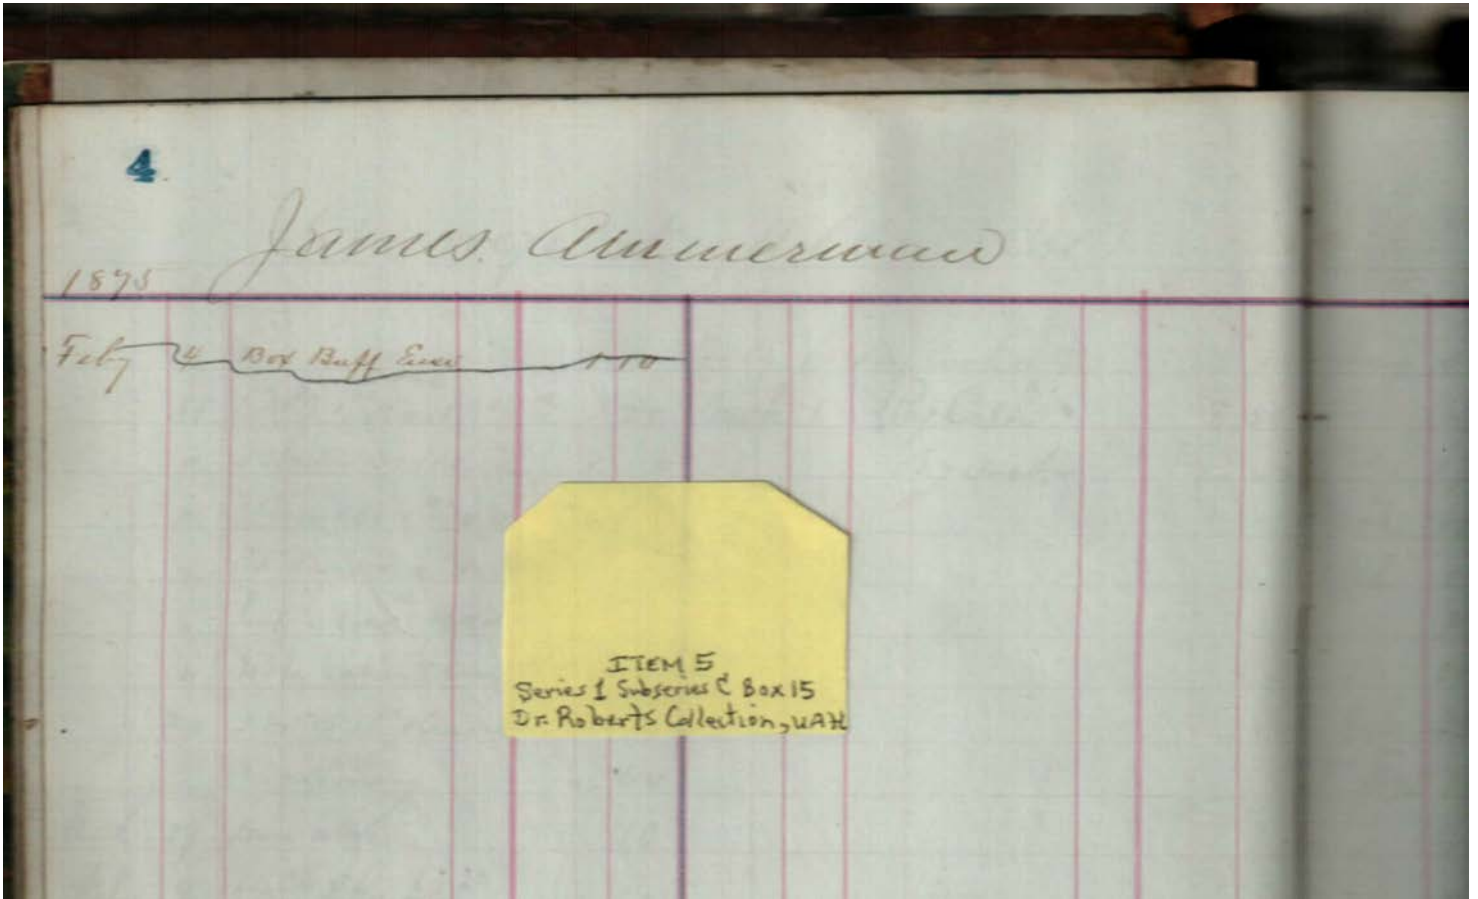 4
James Ammerman
1875
Feby 4 Box Buff 1 10
ITEM 5
Series 1 Subseries C Box 15
Dr. Roberts Collection, UAH